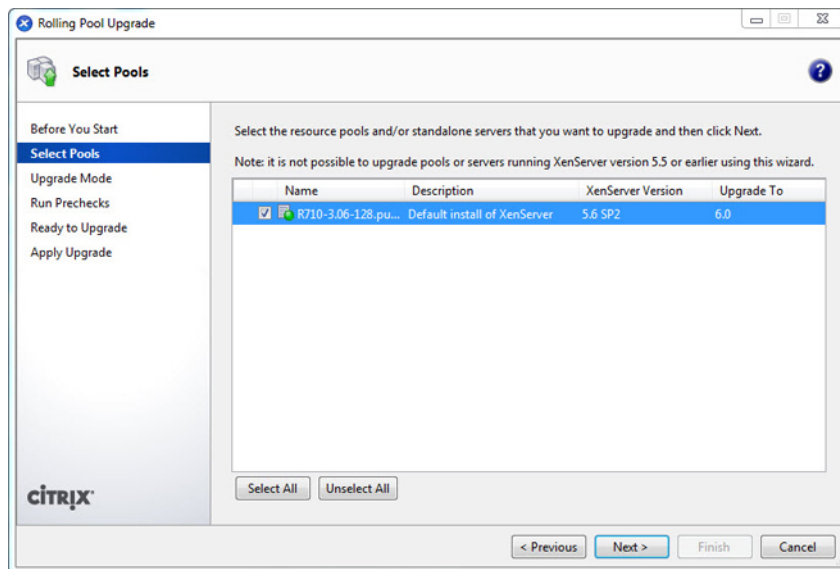 Rolling Pool Upgrade
Select Pools
Before You Start
Select Pools
Upgrade Mode
Run Prechecks
Ready to Upgrade
Apply Upgrade
CİTRIX
Select the resource pools and/or standalone servers that you want to upgrade and then click Next.
Note: it is not possible to upgrade pools or servers running XenServer version 5.5 or earlier using this wizard.
Name Description XenServer Version Upgrade To
R710-3.06-128.pu... Default install of XenServer 5.6 SP2 6.0
Select All Unselect All
< Previous Next > Finish Cancel